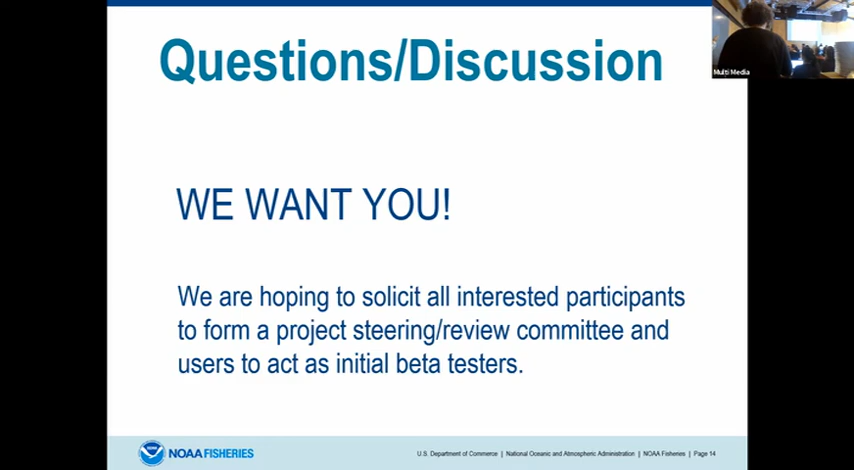 Questions/Discussion
Multi Media
WE WANT YOU!
We are hoping to solicit all interested participants
to form a project steering/review committee and
users to act as initial beta testers.
NOAA FISHERIES
U.S. Department of Commerce | National Oceanic and Atmospheric Administration | NOAA Fisheries | Page 14